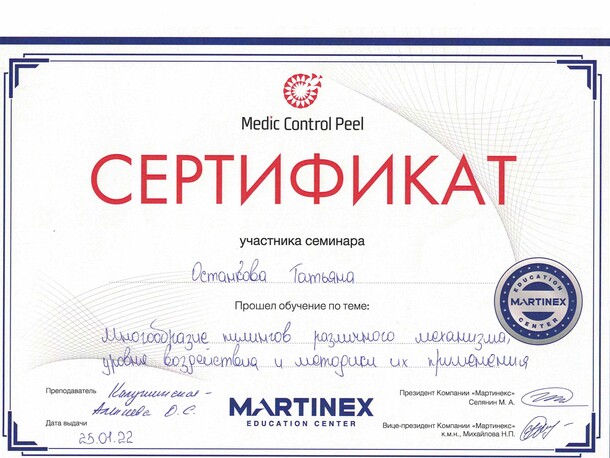 Medic Control Peel
СЕРТИФИКАТ
участника семинара
Останкова Татьяна
Прошел обучение по теме:
Многообразие пилингов различного механизма,
уровня воздействия и методики их применения
EDUCATION
MARTINEX
CENTER
Преподаватель
О.С.
Дата выдачи
25.01.22
MARTINEX
EDUCATION CENTER
Президент Компании «Мартинекс»
Селянин М. А.
Вице-президент Компании «Мартинекс»
к.м.н., Михайлова Н.П.